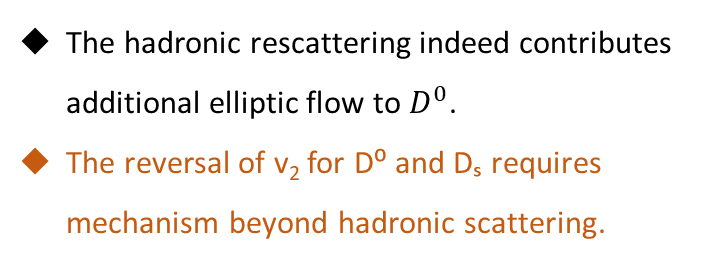 ◆ The hadronic rescattering indeed contributes
additional elliptic flow to D⁰.
◆ The reversal of v₂ for D⁰ and Dₛ requires
mechanism beyond hadronic scattering.